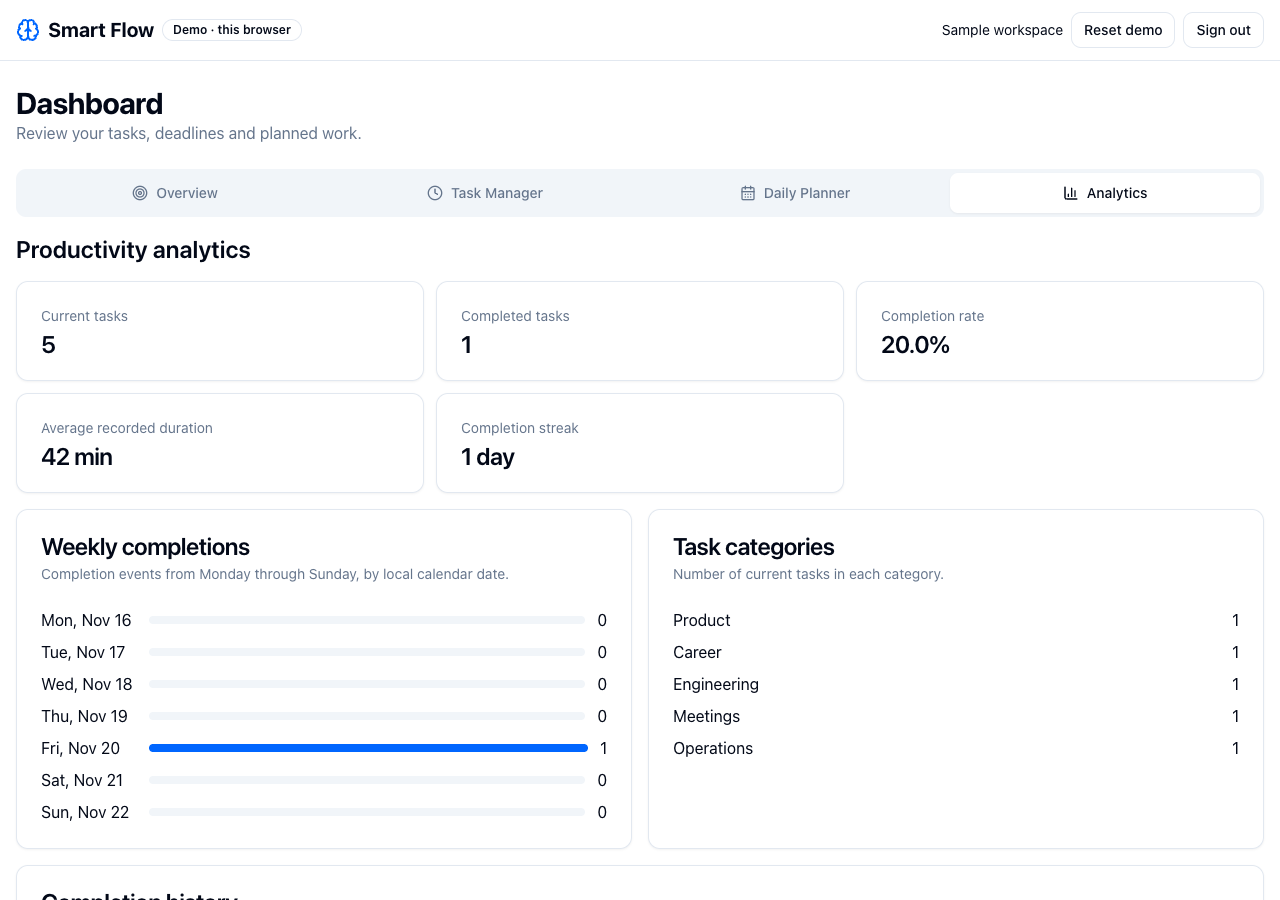 Smart Flow
Demo · this browser
Sample workspace
Reset demo
Sign out
Dashboard
Review your tasks, deadlines and planned work.
Overview
Task Manager
Daily Planner
Analytics
Productivity analytics
Current tasks
5
Completed tasks
1
Completion rate
20.0%
Average recorded duration
42 min
Completion streak
1 day
Weekly completions
Completion events from Monday through Sunday, by local calendar date.
Mon, Nov 16 0
Tue, Nov 17 0
Wed, Nov 18 0
Thu, Nov 19 0
Fri, Nov 20 1
Sat, Nov 21 0
Sun, Nov 22 0
Task categories
Number of current tasks in each category.
Product 1
Career 1
Engineering 1
Meetings 1
Operations 1
Completion history